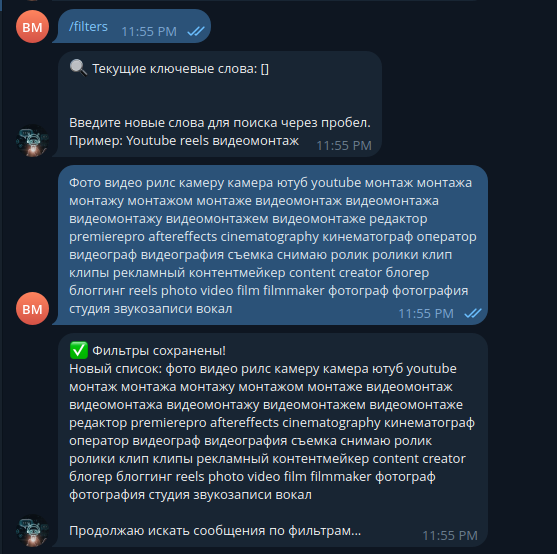 BM
/filters
11:55 PM
🔍 Текущие ключевые слова: []
Введите новые слова для поиска через пробел.
Пример: Youtube reels видеомонтаж
11:55 PM
Фото видео рилс камеру камера ютуб youtube монтаж монтажа
монтажу монтажом монтаже видеомонтаж видеомонтажа
видеомонтажу видеомонтажем видеомонтаже редактор
premierepro aftereffects cinematography кинематограф оператор
видеограф видеография съемка снимаю ролик ролики клип
клипы рекламный контентмейкер content creator блогер
блоггинг reels photo video film filmmaker фотограф фотография
студия звукозаписи вокал
11:55 PM
BM
✅ Фильтры сохранены!
Новый список: фото видео рилс камеру камера ютуб youtube
монтаж монтажа монтажу монтажом монтаже видеомонтаж
видеомонтажа видеомонтажу видеомонтажем видеомонтаже
редактор premierepro aftereffects cinematography кинематограф
оператор видеограф видеография съемка снимаю ролик
ролики клип клипы рекламный контентмейкер content creator
блогер блоггинг reels photo video film filmmaker фотограф
фотография студия звукозаписи вокал
Продолжаю искать сообщения по фильтрам...
11:55 PM